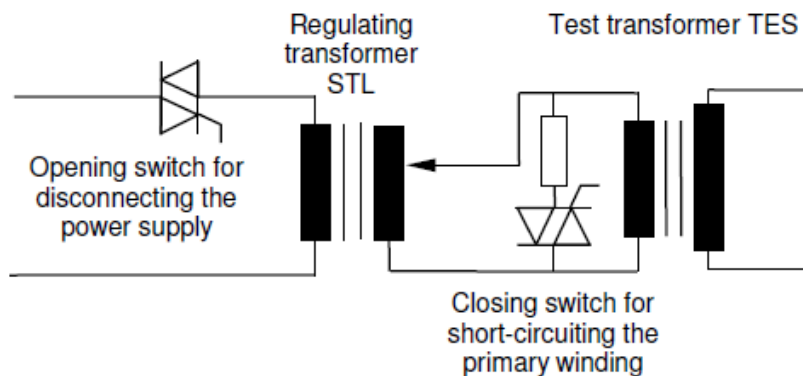 Regulating
transformer
STL
Test transformer TES
Opening switch for
disconnecting the
power supply
Closing switch for
short-circuiting the
primary winding